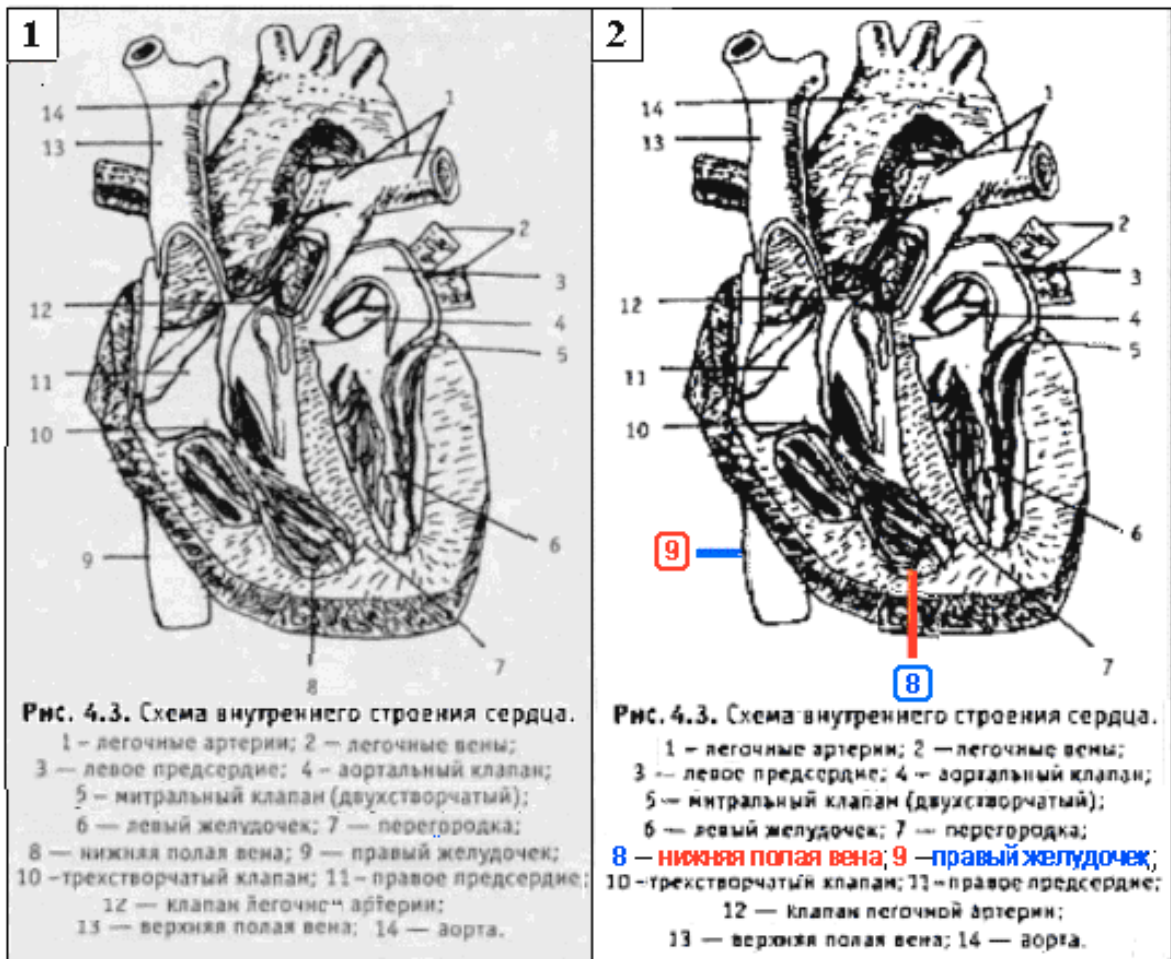 1
14
13
1
2
3
12
4
5
11
10
9
6
7
8
Рис. 4.3. Схема внутреннего строения сердца.
1 – легочные артерии; 2 — легочные вены;
3 — левое предсердие; 4 – аортальный клапан;
5 – митральный клапан (двухстворчатый);
6 — левый желудочек; 7 — перегородка;
8 — нижняя полая вена; 9 — правый желудочек;
10 –трехстворчатый клапан; 11– правое предсердие;
12 — клапан легочной артерии;
13 — верхняя полая вена; 14 — аорта.
2
14
13
1
2
3
12
4
5
11
10
9
6
7
8
Рис. 4.3. Схема внутреннего строения сердца.
1 – легочные артерии; 2 — легочные вены;
3 – левое предсердие; 4 – аортальный клапан;
5 – митральный клапан (двухстворчатый);
6 — левый желудочек; 7 — перегородка;
8 – нижняя полая вена; 9 –правый желудочек;
10 –трехстворчатый клапан; 11–правое предсердие;
12 — клапан легочной артерии;
13 — верхняя полая вена; 14 — аорта.